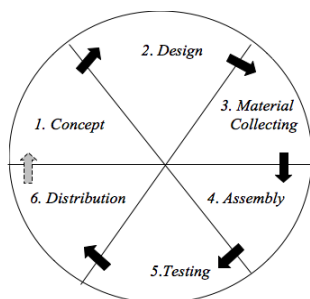 1. Concept
2. Design
3. Material
Collecting
4. Assembly
5.Testing
6. Distribution